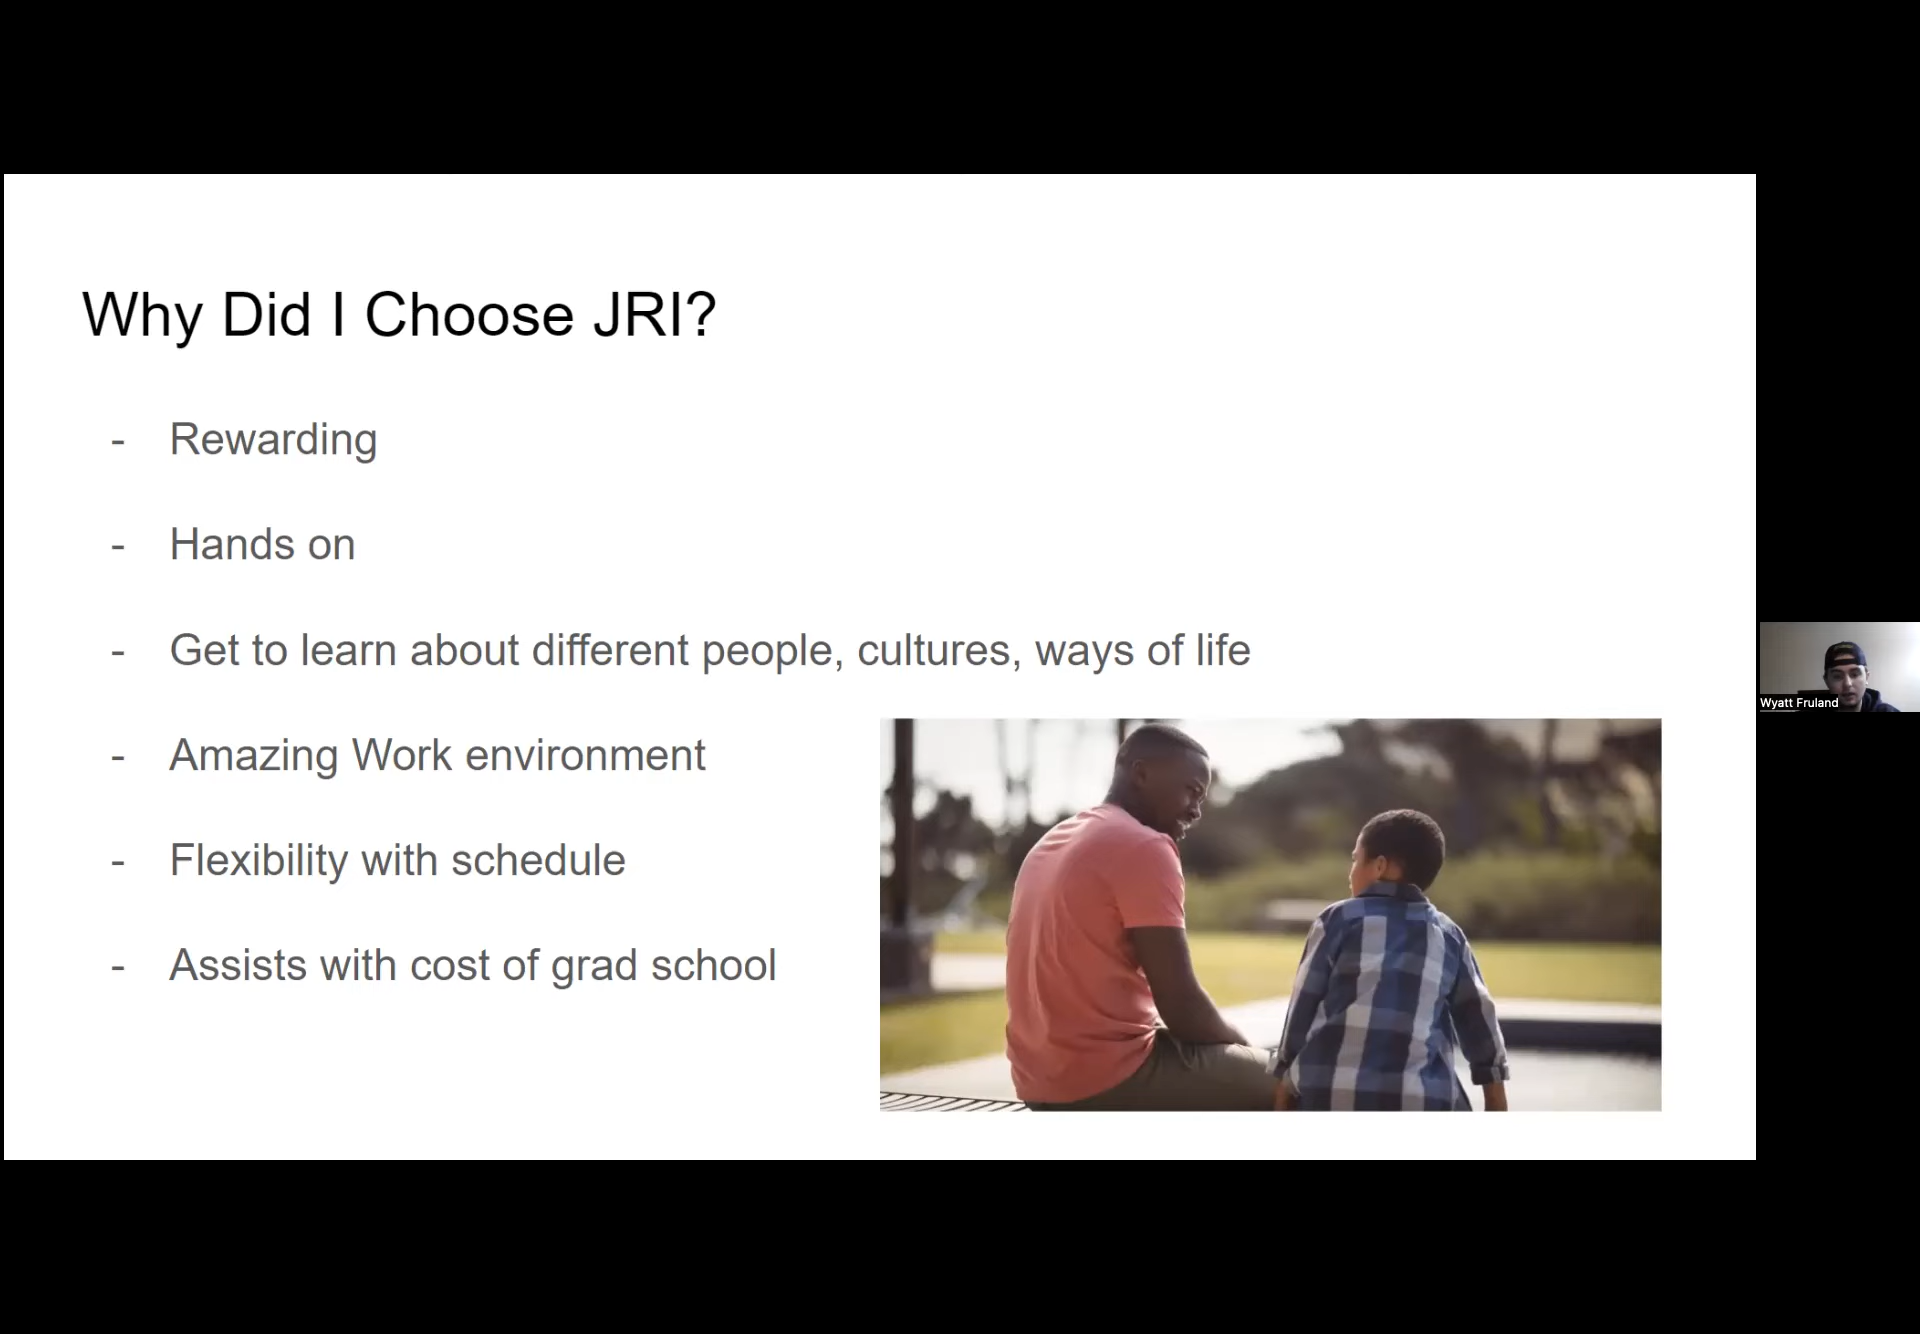 Why Did I Choose JRI?
- Rewarding
- Hands on
- Get to learn about different people, cultures, ways of life
- Amazing Work environment
- Flexibility with schedule
- Assists with cost of grad school
Wyatt Fruland